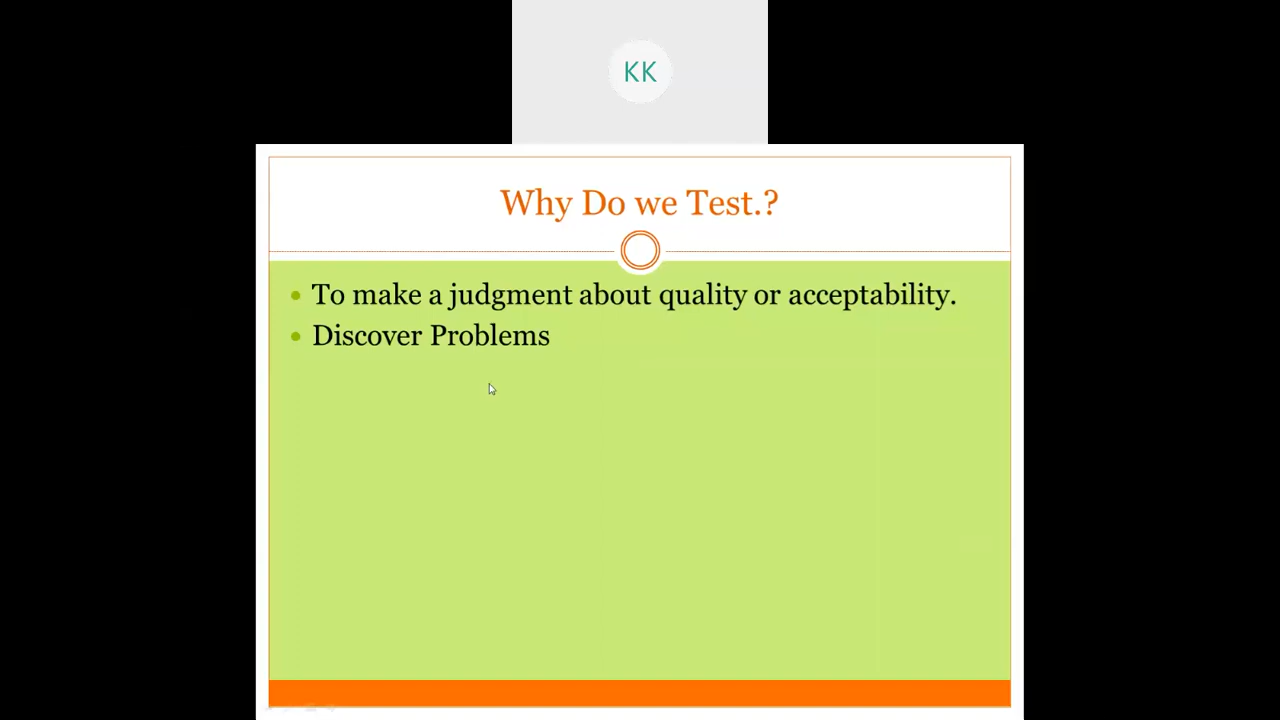 KK
Why Do we Test.?
To make a judgment about quality or acceptability.
Discover Problems